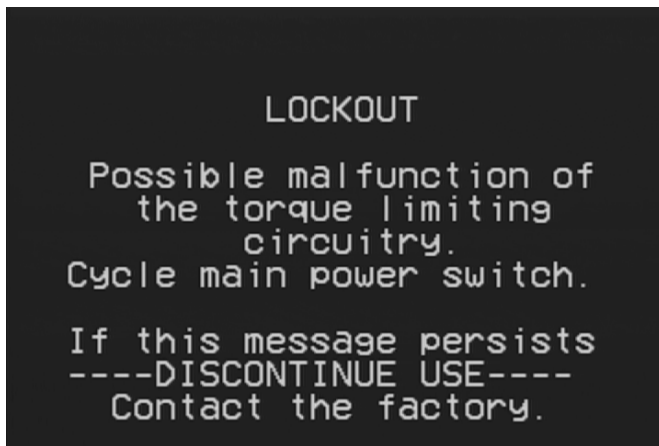 LOCKOUT
Possible malfunction of
the torque limiting
circuitry.
Cycle main power switch.
If this message persists
----DISCONTINUE USE----
Contact the factory.